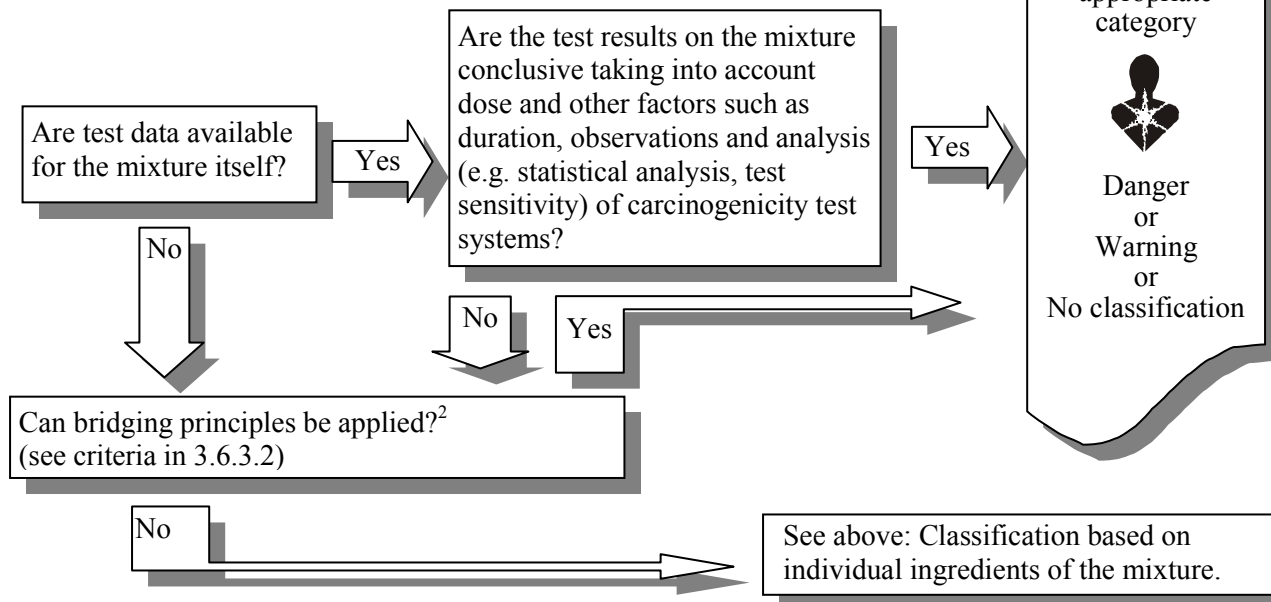 Are test data available
for the mixture itself?
Yes
Are the test results on the mixture
conclusive taking into account
dose and other factors such as
duration, observations and analysis
(e.g. statistical analysis, test
sensitivity) of carcinogenicity test
systems?
Yes
appropriate
category
Danger
or
Warning
or
No classification
No
No
Yes
Can bridging principles be applied?²
(see criteria in 3.6.3.2)
No
See above: Classification based on
individual ingredients of the mixture.